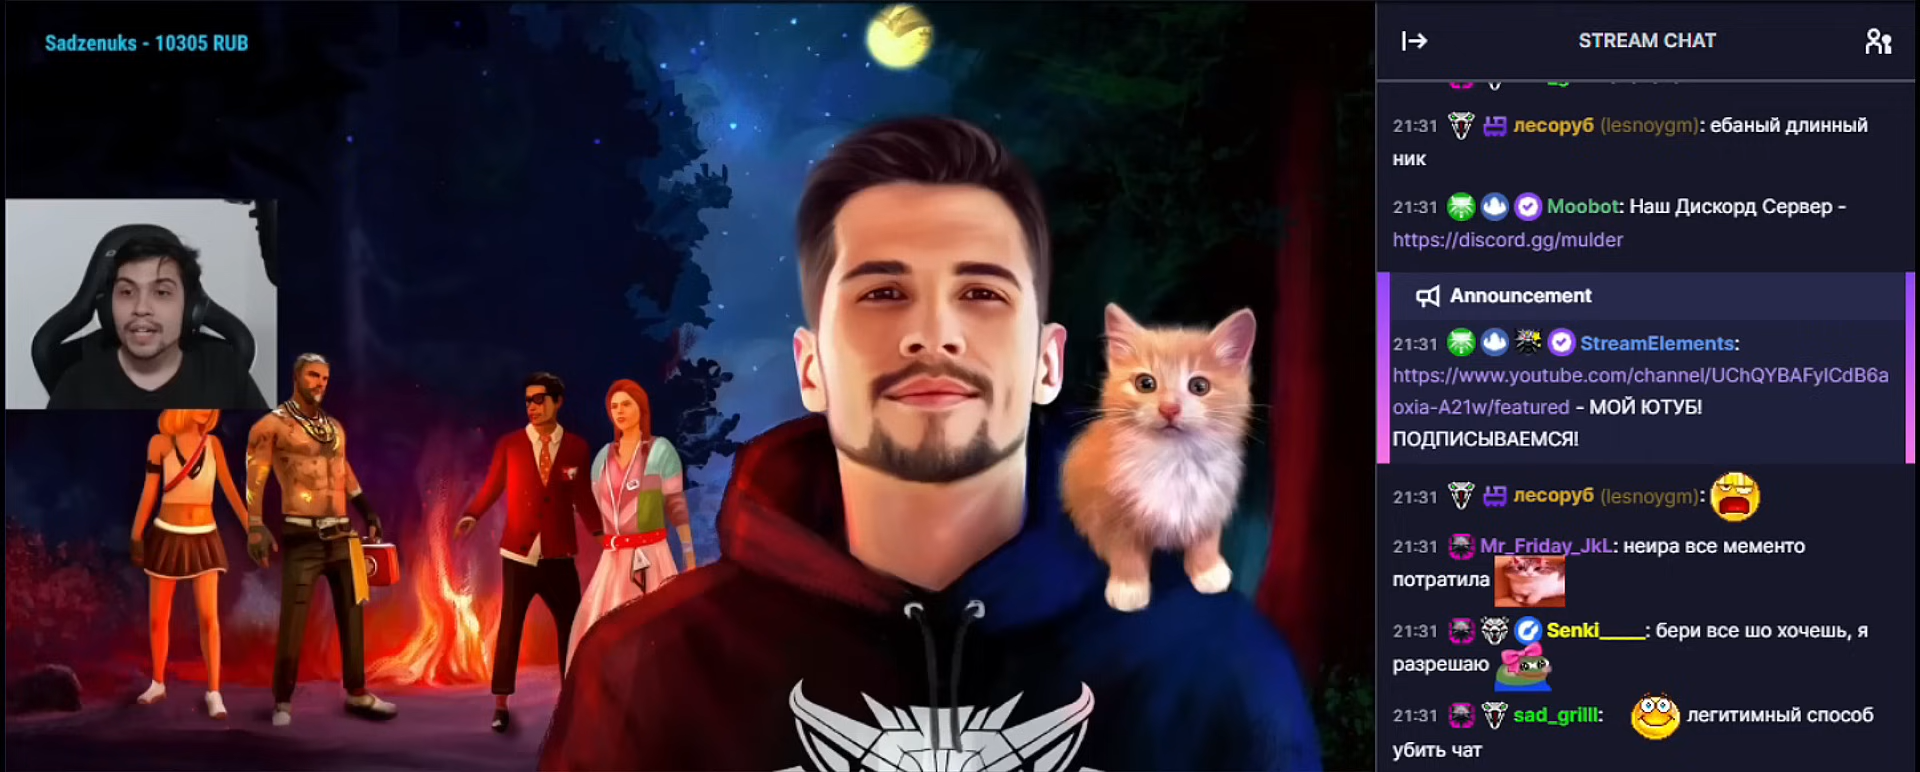 Sadzenuks - 10305 RUB
STREAM CHAT
21:31 лесоруб (lesnoygm): ебаный длинный
ник
21:31 Moobot: Наш Дискорд Сервер -
https://discord.gg/mulder
Announcement
21:31 StreamElements:
https://www.youtube.com/channel/UChQYBAFylCdB6a
oxia-A21w/featured - МОЙ ЮТУБ!
ПОДПИСЫВАЕМСЯ!
21:31 лесоруб (lesnoygm):
21:31 Mr_Friday_JkL: неира все мементо
потратила
21:31 Senki_____: бери все шо хочешь, я
разрешаю
21:31 sad_grilll: легитимный способ
убить чат